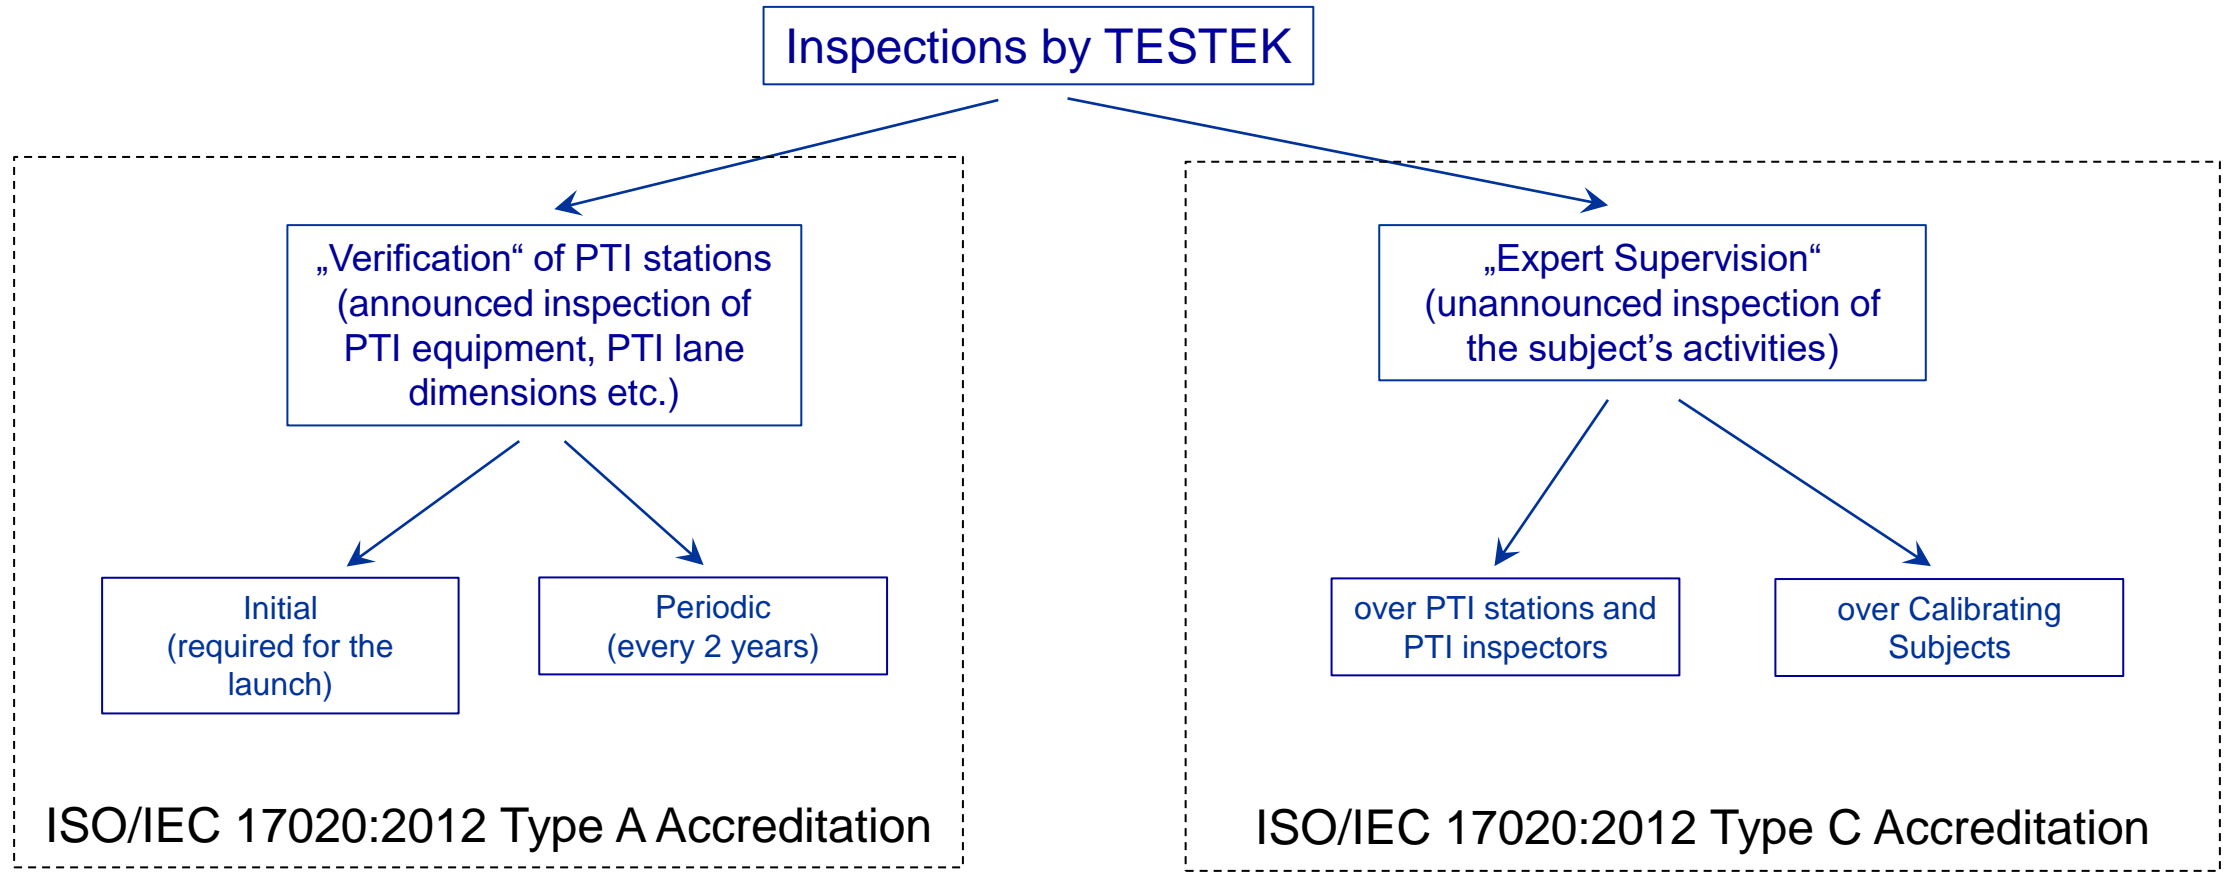 Inspections by TESTEK
„Verification“ of PTI stations
(announced inspection of
PTI equipment, PTI lane
dimensions etc.)
„Expert Supervision“
(unannounced inspection of
the subject’s activities)
Initial
(required for the
launch)
Periodic
(every 2 years)
over PTI stations and
PTI inspectors
over Calibrating
Subjects
ISO/IEC 17020:2012 Type A Accreditation
ISO/IEC 17020:2012 Type C Accreditation